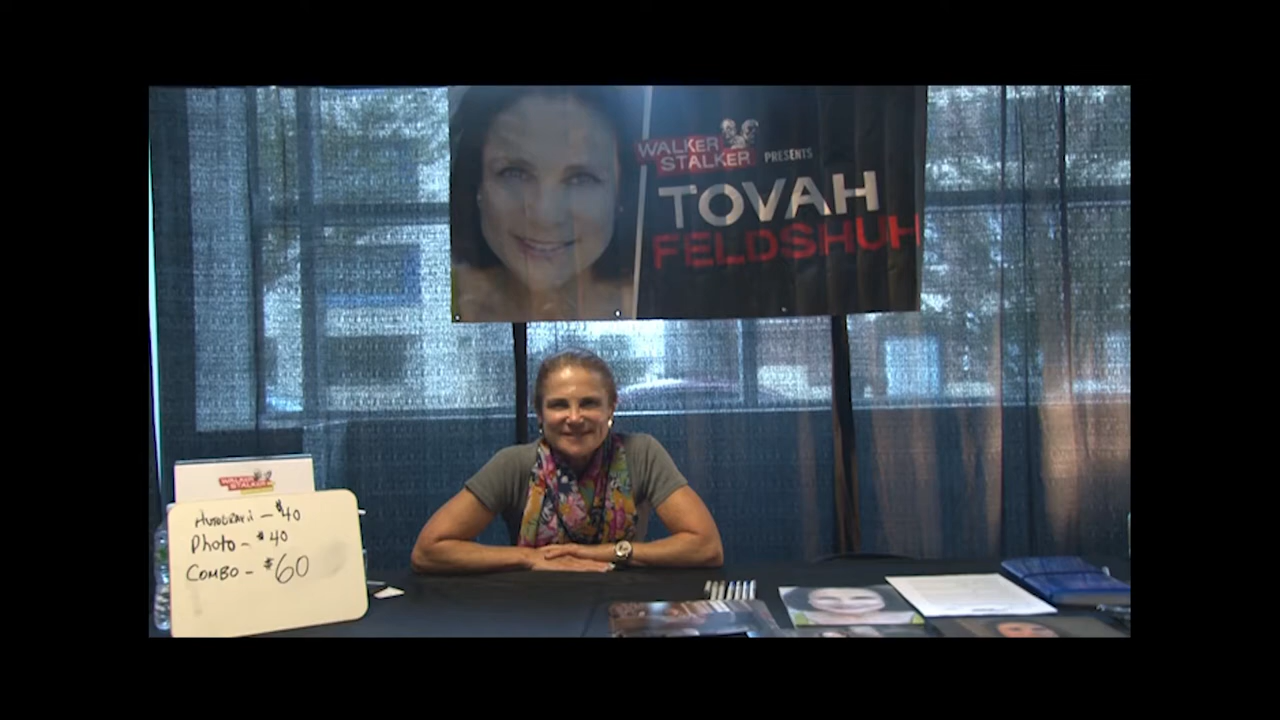 WALKER
STALKER PRESENTS
TOVAH
FELDSHUH
WALKER
STALKER
AUTOGRAPH - $40
Photo - $40
COMBO - $60